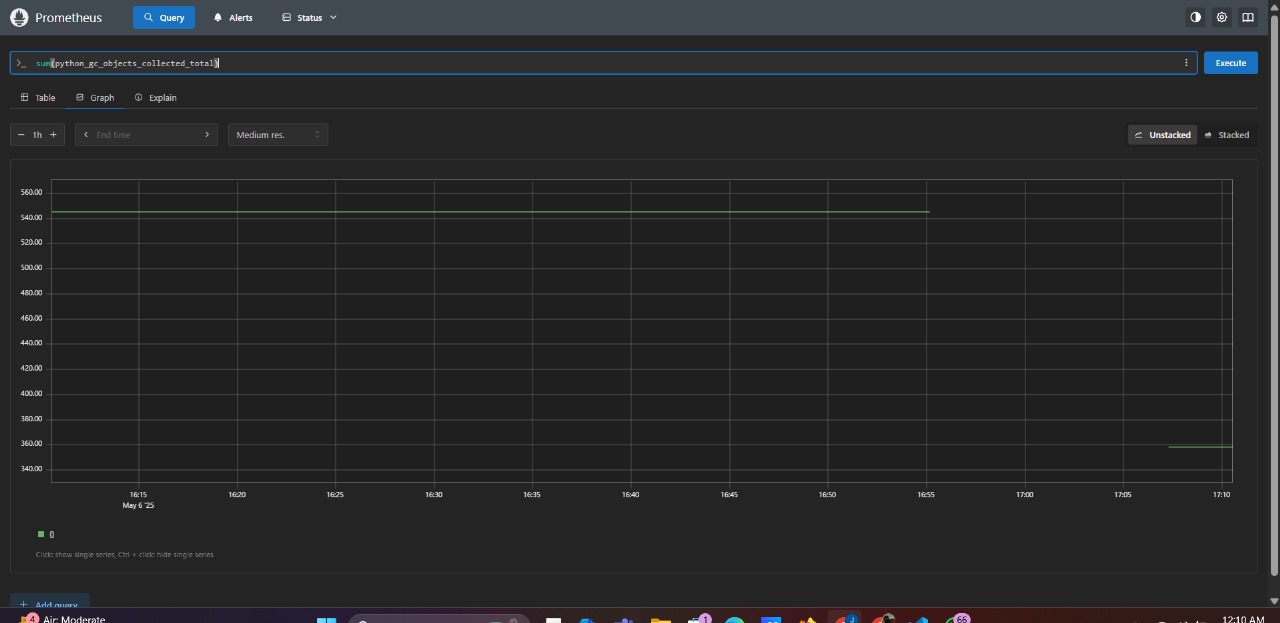 Prometheus Query Alerts Status
>_ sum(python_gc_objects_collected_total) Execute
Table Graph Explain
− 1h + End time Medium res. Unstacked Stacked
560.00
540.00
520.00
500.00
480.00
460.00
440.00
420.00
400.00
380.00
360.00
340.00
16:15 16:20 16:25 16:30 16:35 16:40 16:45 16:50 16:55 17:00 17:05 17:10
May 6 '25
{}
Click: show single series, Ctrl + click: hide single series
+ Add query
4 Air: Moderate 1 66 12:10 AM